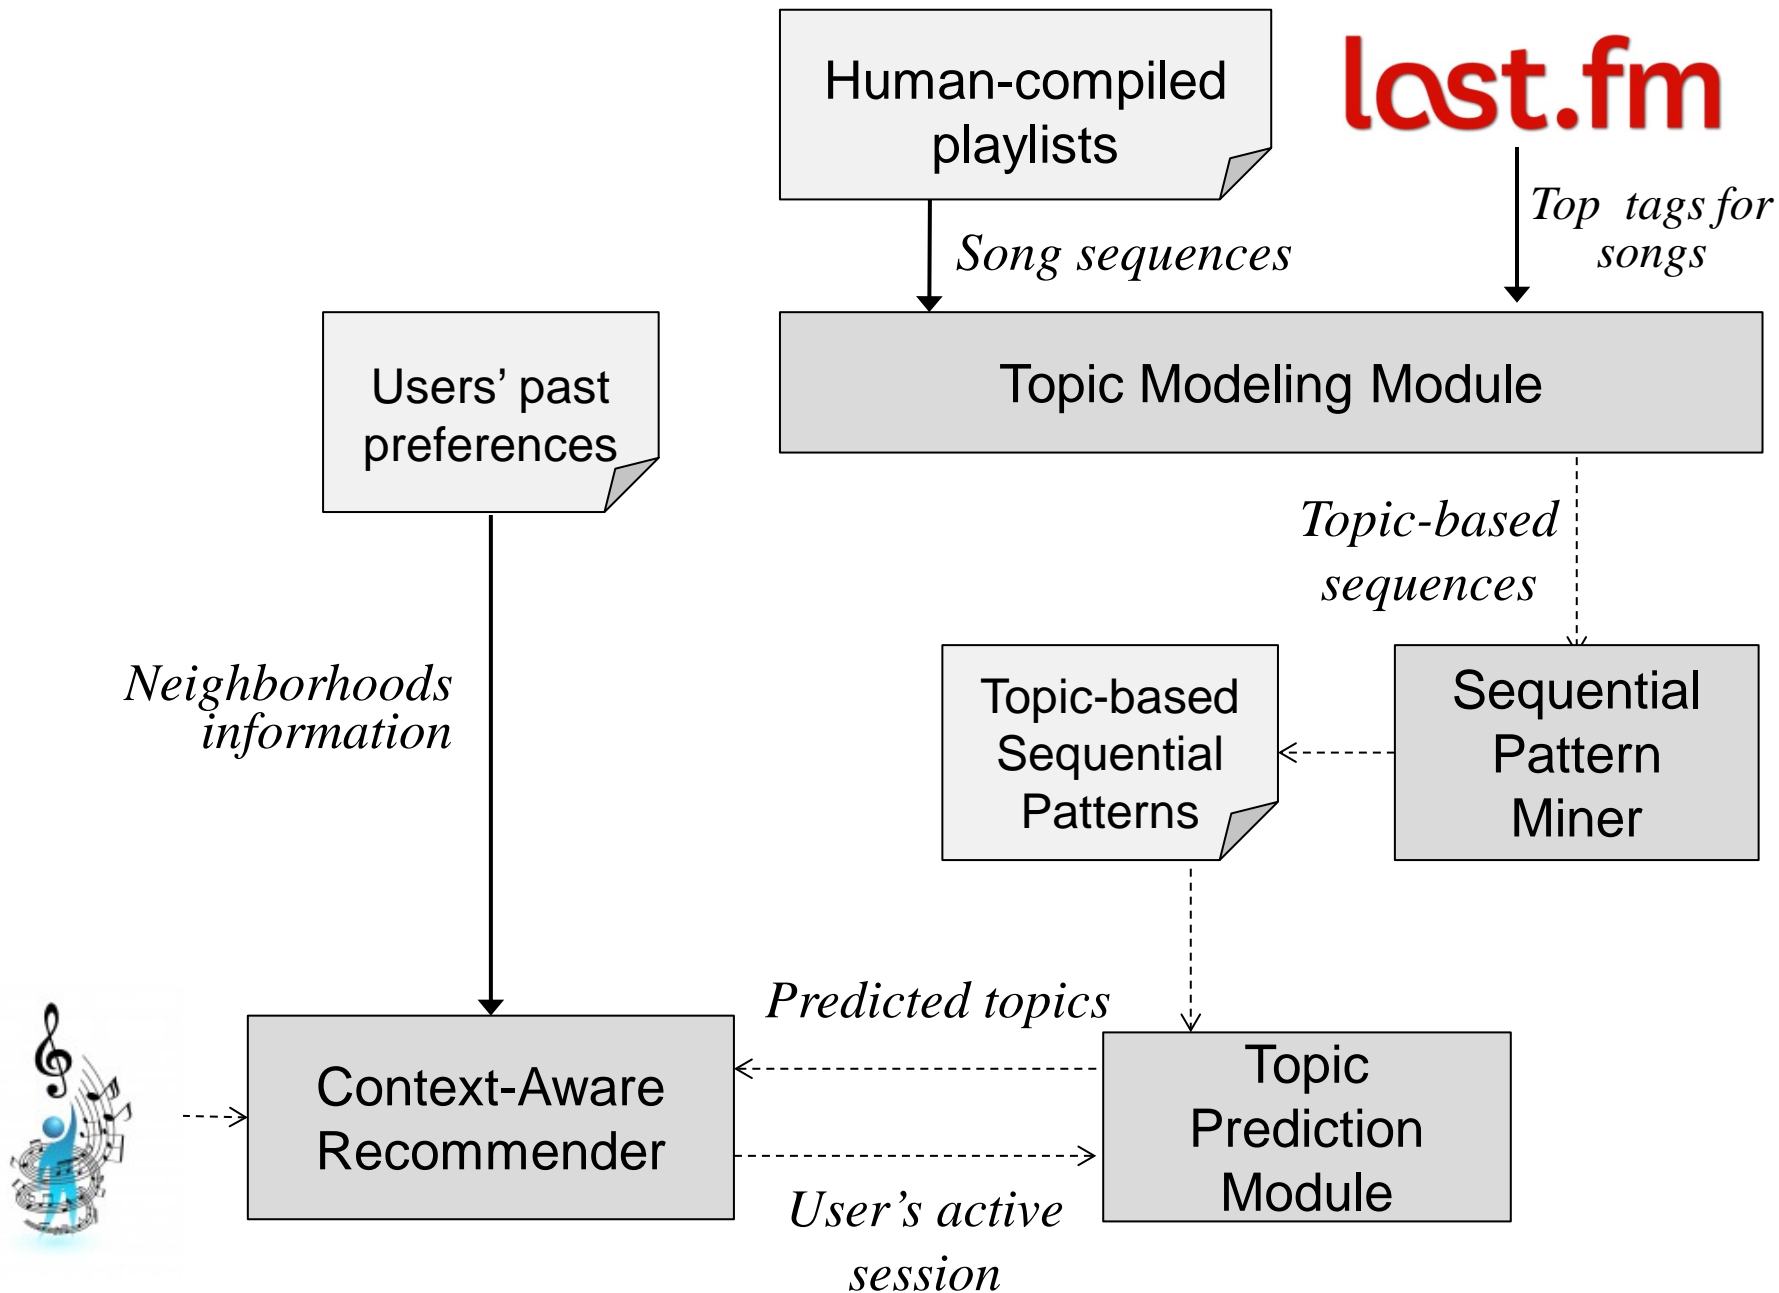 Human-compiled
playlists
last.fm
Top tags for
songs
Song sequences
Topic Modeling Module
Users’ past
preferences
Topic-based
sequences
Neighborhoods
information
Topic-based
Sequential
Patterns
Sequential
Pattern
Miner
Predicted topics
Context-Aware
Recommender
Topic
Prediction
Module
User’s active
session